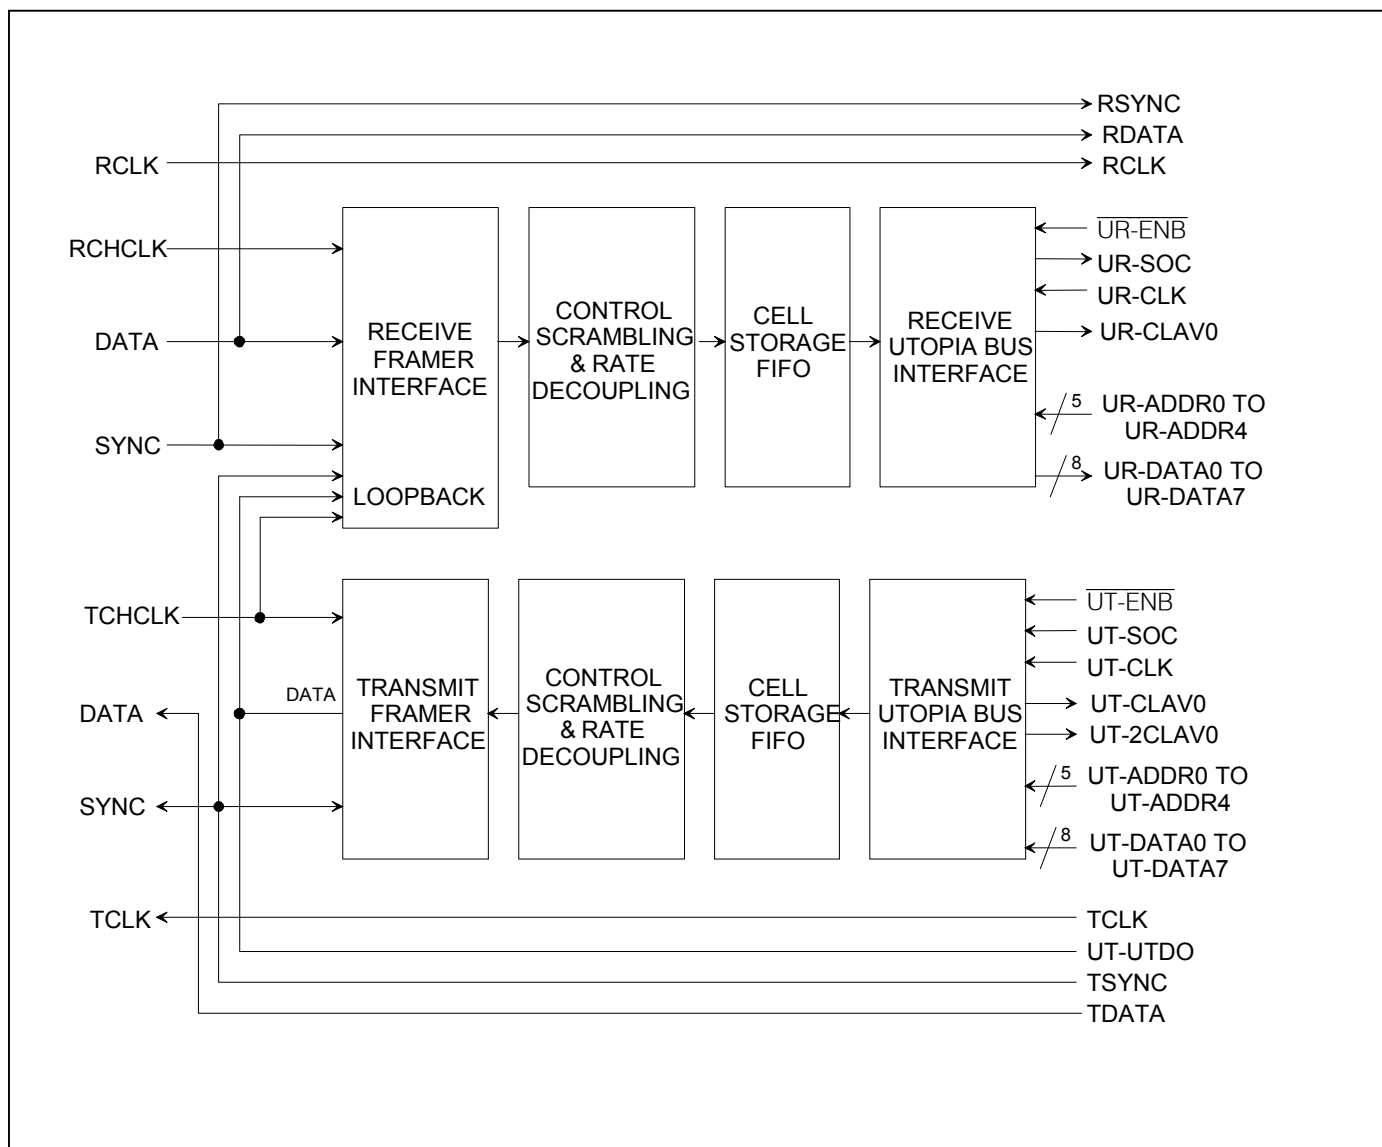 RSYNC
RDATA
RCLK
RCLK
RCHCLK
DATA
SYNC
RECEIVE
FRAMER
INTERFACE
LOOPBACK
CONTROL
SCRAMBLING
& RATE
DECOUPLING
CELL
STORAGE
FIFO
RECEIVE
UTOPIA BUS
INTERFACE
UR-ENB
UR-SOC
UR-CLK
UR-CLAV0
5
UR-ADDR0 TO
UR-ADDR4
8
UR-DATA0 TO
UR-DATA7
TCHCLK
DATA
DATA
SYNC
TRANSMIT
FRAMER
INTERFACE
CONTROL
SCRAMBLING
& RATE
DECOUPLING
CELL
STORAGE
FIFO
TRANSMIT
UTOPIA BUS
INTERFACE
UT-ENB
UT-SOC
UT-CLK
UT-CLAV0
UT-2CLAV0
5
UT-ADDR0 TO
UT-ADDR4
8
UT-DATA0 TO
UT-DATA7
TCLK
TCLK
UT-UTDO
TSYNC
TDATA